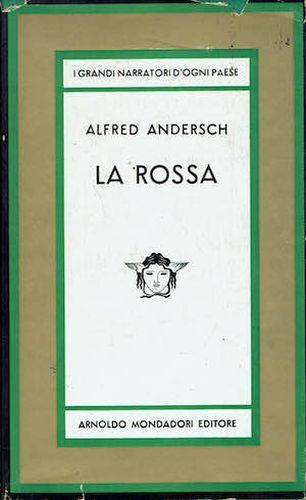 I GRANDI NARRATORI D'OGNI PAESE
ALFRED ANDERSCH
LA ROSSA
ARNOLDO MONDADORI EDITORE